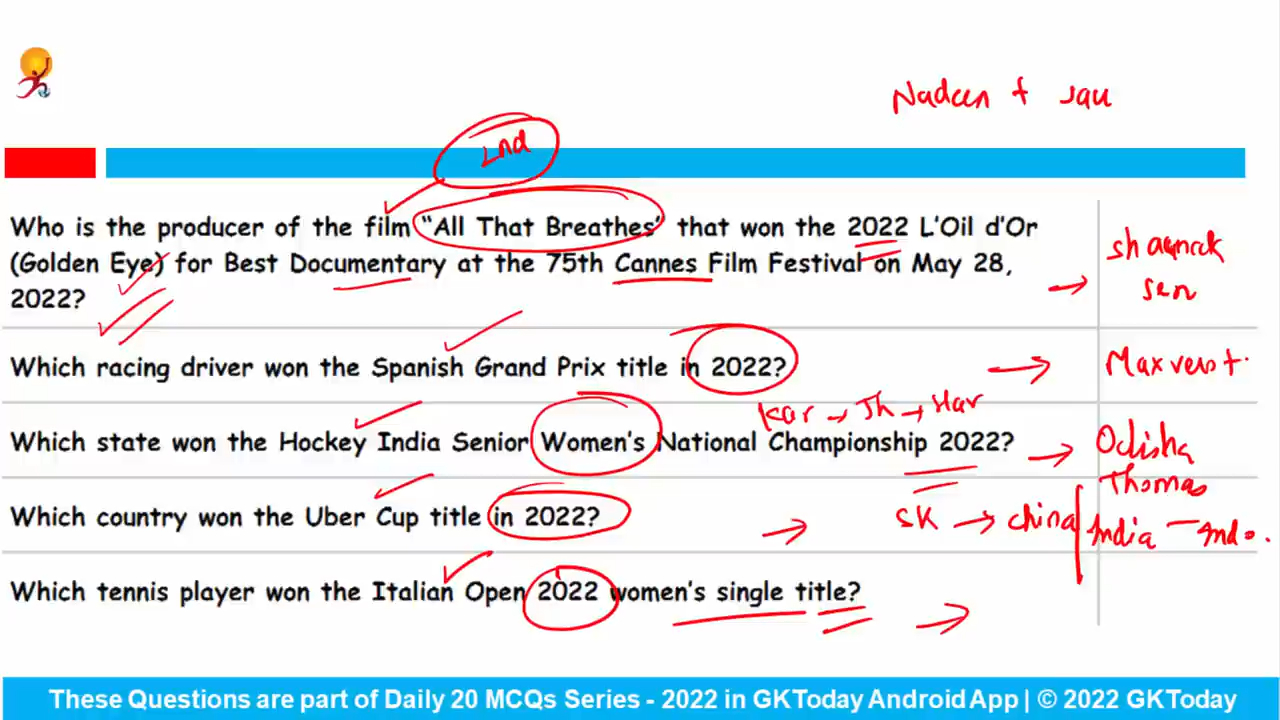 Nadeen + Sau
2nd
Who is the producer of the film “All That Breathes” that won the 2022 L’Oil d’Or
(Golden Eye) for Best Documentary at the 75th Cannes Film Festival on May 28,
2022?
Shaunak
Sen
Which racing driver won the Spanish Grand Prix title in 2022?
Max verst.
Kar → Jh → Har
Which state won the Hockey India Senior Women’s National Championship 2022?
Odisha
Thomas
Which country won the Uber Cup title in 2022?
SK → China
India — Indo.
Which tennis player won the Italian Open 2022 women’s single title?
These Questions are part of Daily 20 MCQs Series - 2022 in GKToday Android App | © 2022 GKToday